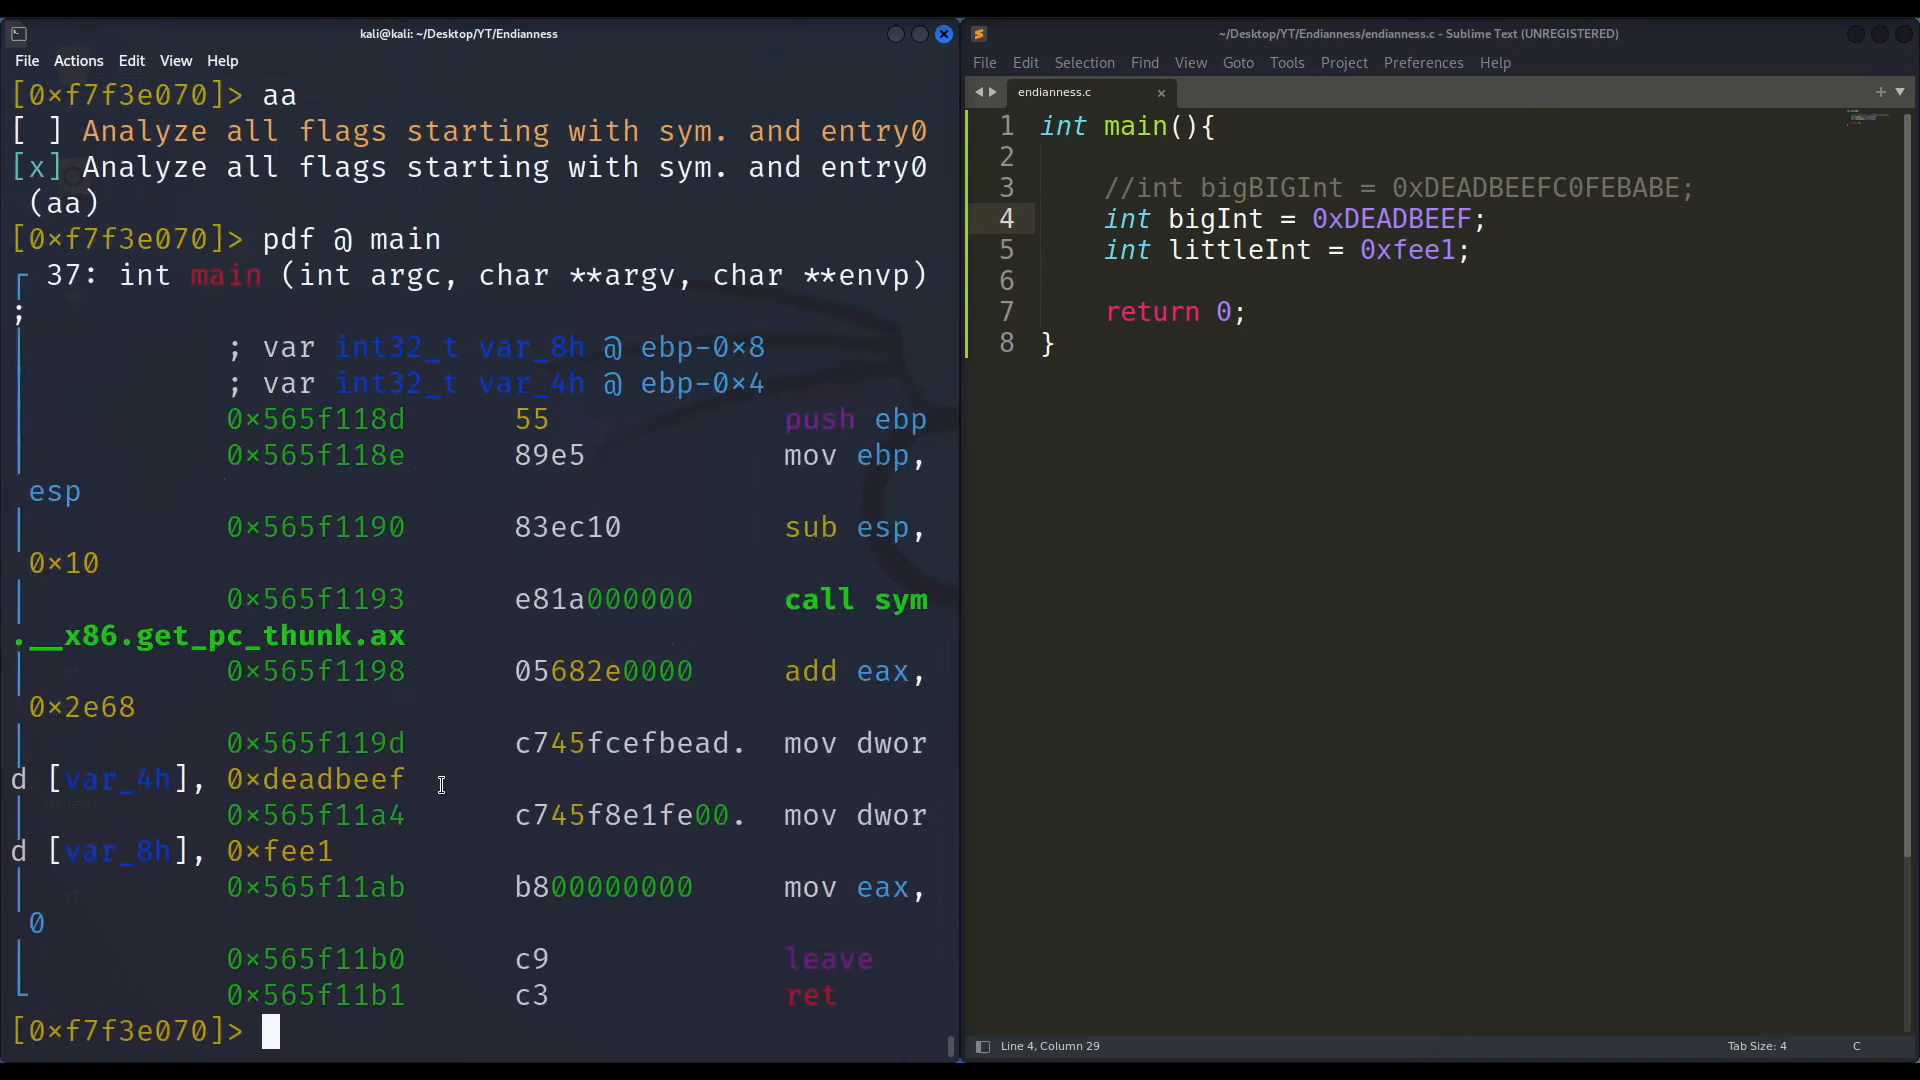 kali@kali: ~/Desktop/YT/Endianness
File Actions Edit View Help
[0×f7f3e070]> aa
[ ] Analyze all flags starting with sym. and entry0
[x] Analyze all flags starting with sym. and entry0
(aa)
[0×f7f3e070]> pdf @ main
37: int main (int argc, char **argv, char **envp)
;
; var int32_t var_8h @ ebp-0×8
; var int32_t var_4h @ ebp-0×4
0×565f118d 55 push ebp
0×565f118e 89e5 mov ebp,
esp
0×565f1190 83ec10 sub esp,
0×10
0×565f1193 e81a000000 call sym
.__x86.get_pc_thunk.ax
0×565f1198 05682e0000 add eax,
0×2e68
0×565f119d c745fcefbead. mov dwor
d [var_4h], 0×deadbeef
0×565f11a4 c745f8e1fe00. mov dwor
d [var_8h], 0×fee1
0×565f11ab b800000000 mov eax,
0
0×565f11b0 c9 leave
0×565f11b1 c3 ret
[0×f7f3e070]>
~/Desktop/YT/Endianness/endianness.c - Sublime Text (UNREGISTERED)
File Edit Selection Find View Goto Tools Project Preferences Help
endianness.c ×
1 int main(){
2
3 //int bigBIGInt = 0xDEADBEEFC0FEBABE;
4 int bigInt = 0xDEADBEEF;
5 int littleInt = 0xfee1;
6
7 return 0;
8 }
Line 4, Column 29 Tab Size: 4 C